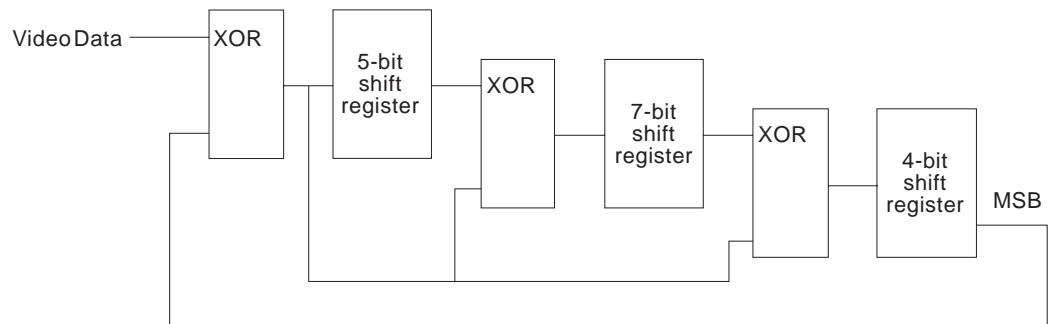 Video Data
XOR
5-bit
shift
register
XOR
7-bit
shift
register
XOR
4-bit
shift
register
MSB